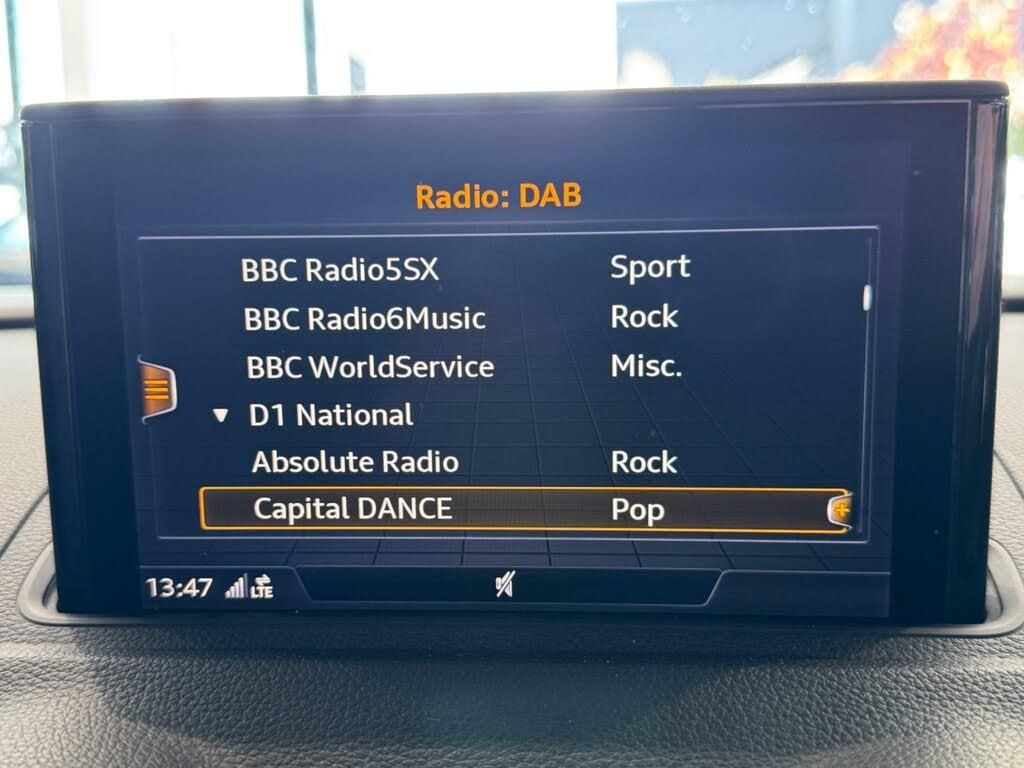 Radio: DAB
BBC Radio5SX Sport
BBC Radio6Music Rock
BBC WorldService Misc.
D1 National
Absolute Radio Rock
Capital DANCE Pop
13:47 LTE